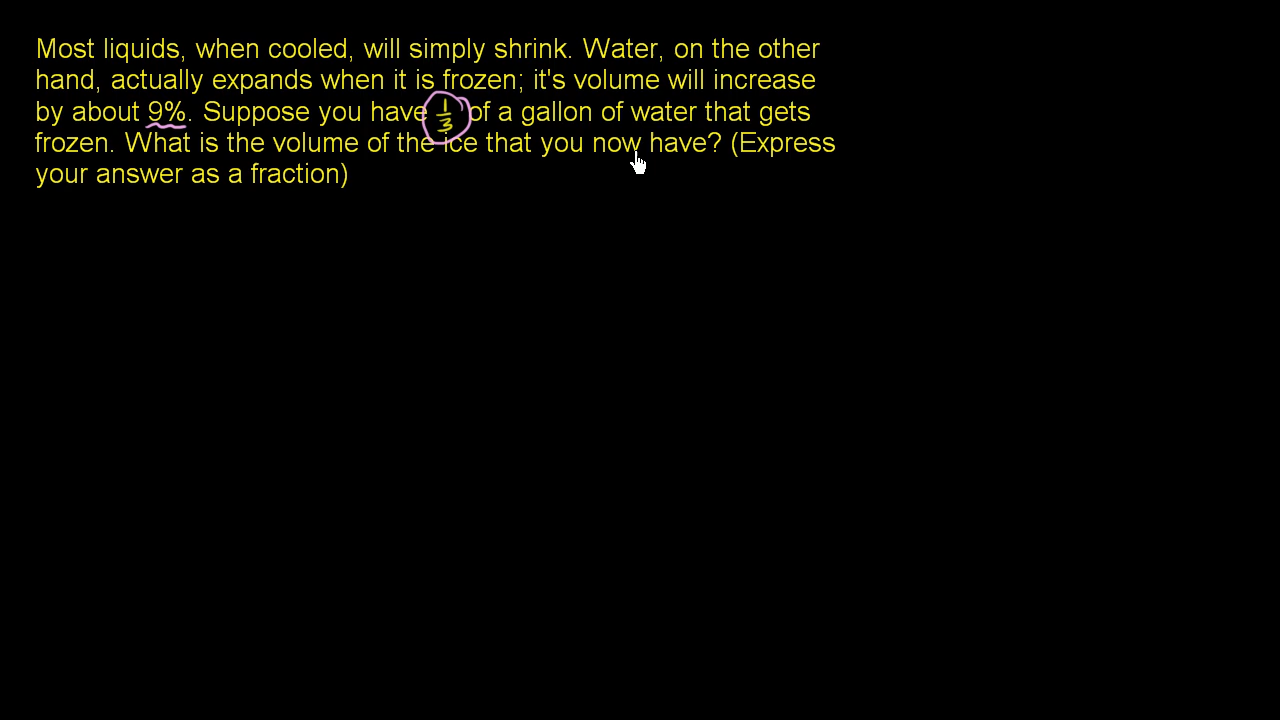 Most liquids, when cooled, will simply shrink. Water, on the other
hand, actually expands when it is frozen; it's volume will increase
by about 9%. Suppose you have 1/3 of a gallon of water that gets
frozen. What is the volume of the ice that you now have? (Express
your answer as a fraction)